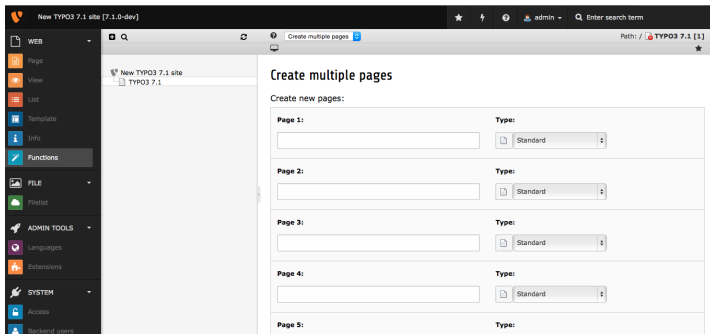 New TYPO3 7.1 site [7.1.0-dev]
admin
Enter search term
WEB
Page
View
List
Template
Info
Functions
FILE
Filelist
ADMIN TOOLS
Languages
Extensions
SYSTEM
Access
Backend users
New TYPO3 7.1 site
TYPO3 7.1
Create multiple pages
Path: / TYPO3 7.1 [1]
Create multiple pages
Create new pages:
Page 1: Type:
Standard
Page 2: Type:
Standard
Page 3: Type:
Standard
Page 4: Type:
Standard
Page 5: Type: